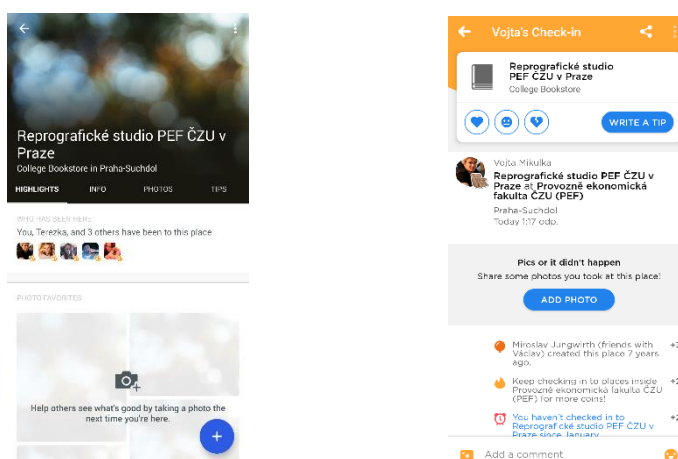 Reprografické studio PEF ČZU v
Praze
College Bookstore in Praha-Suchdol
HIGHLIGHTS INFO PHOTOS TIPS
WHO HAS BEEN HERE
You, Terezka, and 3 others have been to this place
PHOTO FAVORITES
Help others see what's good by taking a photo the
next time you're here.
Vojta's Check-in
Reprografické studio
PEF ČZU v Praze
College Bookstore
WRITE A TIP
Vojta Mikulka
Reprografické studio PEF ČZU v
Praze at Provozně ekonomická
fakulta ČZU (PEF)
Praha-Suchdol
Today 1:17 odp.
Pics or it didn't happen
Share some photos you took at this place!
ADD PHOTO
Miroslav Jungwirth (friends with
Václav) created this place 7 years
ago.
Keep checking in to places inside
Provozně ekonomická fakulta ČZU
(PEF) for more coins!
You haven't checked in to
Reprografické studio PEF ČZU v
Praze since January
Add a comment